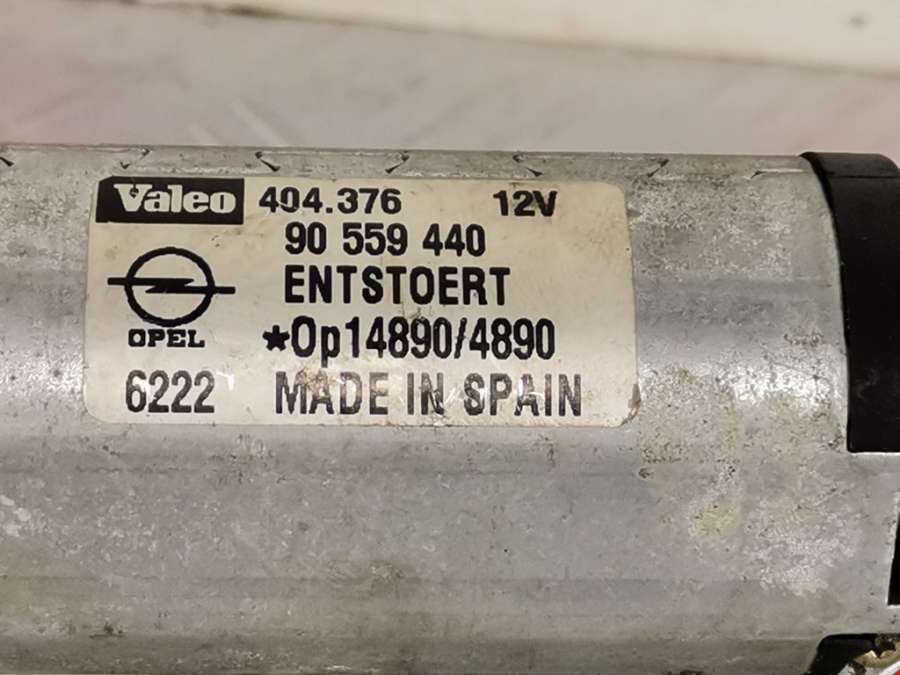 Valeo 404.376 12V
90 559 440
ENTSTOERT
OPEL *Op14890/4890
6222 MADE IN SPAIN